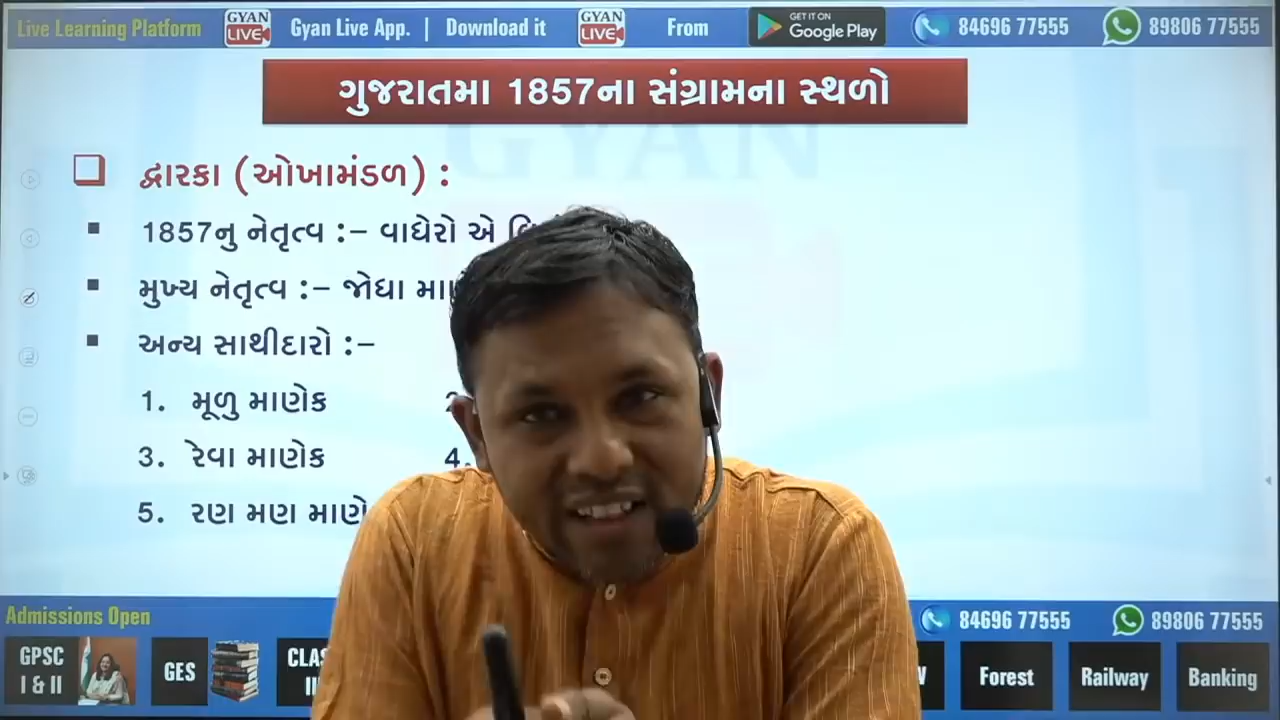 Live Learning Platform GYAN LIVE Gyan Live App. | Download it GYAN LIVE From GET IT ON Google Play 84696 77555 89806 77555
ગુજરાતમા 1857ના સંગ્રામના સ્થળો
GYAN
દ્વારકા (ઓખામંડળ) :
1857નુ નેતૃત્વ :- વાઘેરો એ
મુખ્ય નેતૃત્વ :- જોધા
અન્ય સાથીદારો :-
1. મૂળુ માણેક
3. રેવા માણેક 4.
5. રણ મણ
Admissions Open 84696 77555 89806 77555
GPSC I & II GES Forest Railway Banking